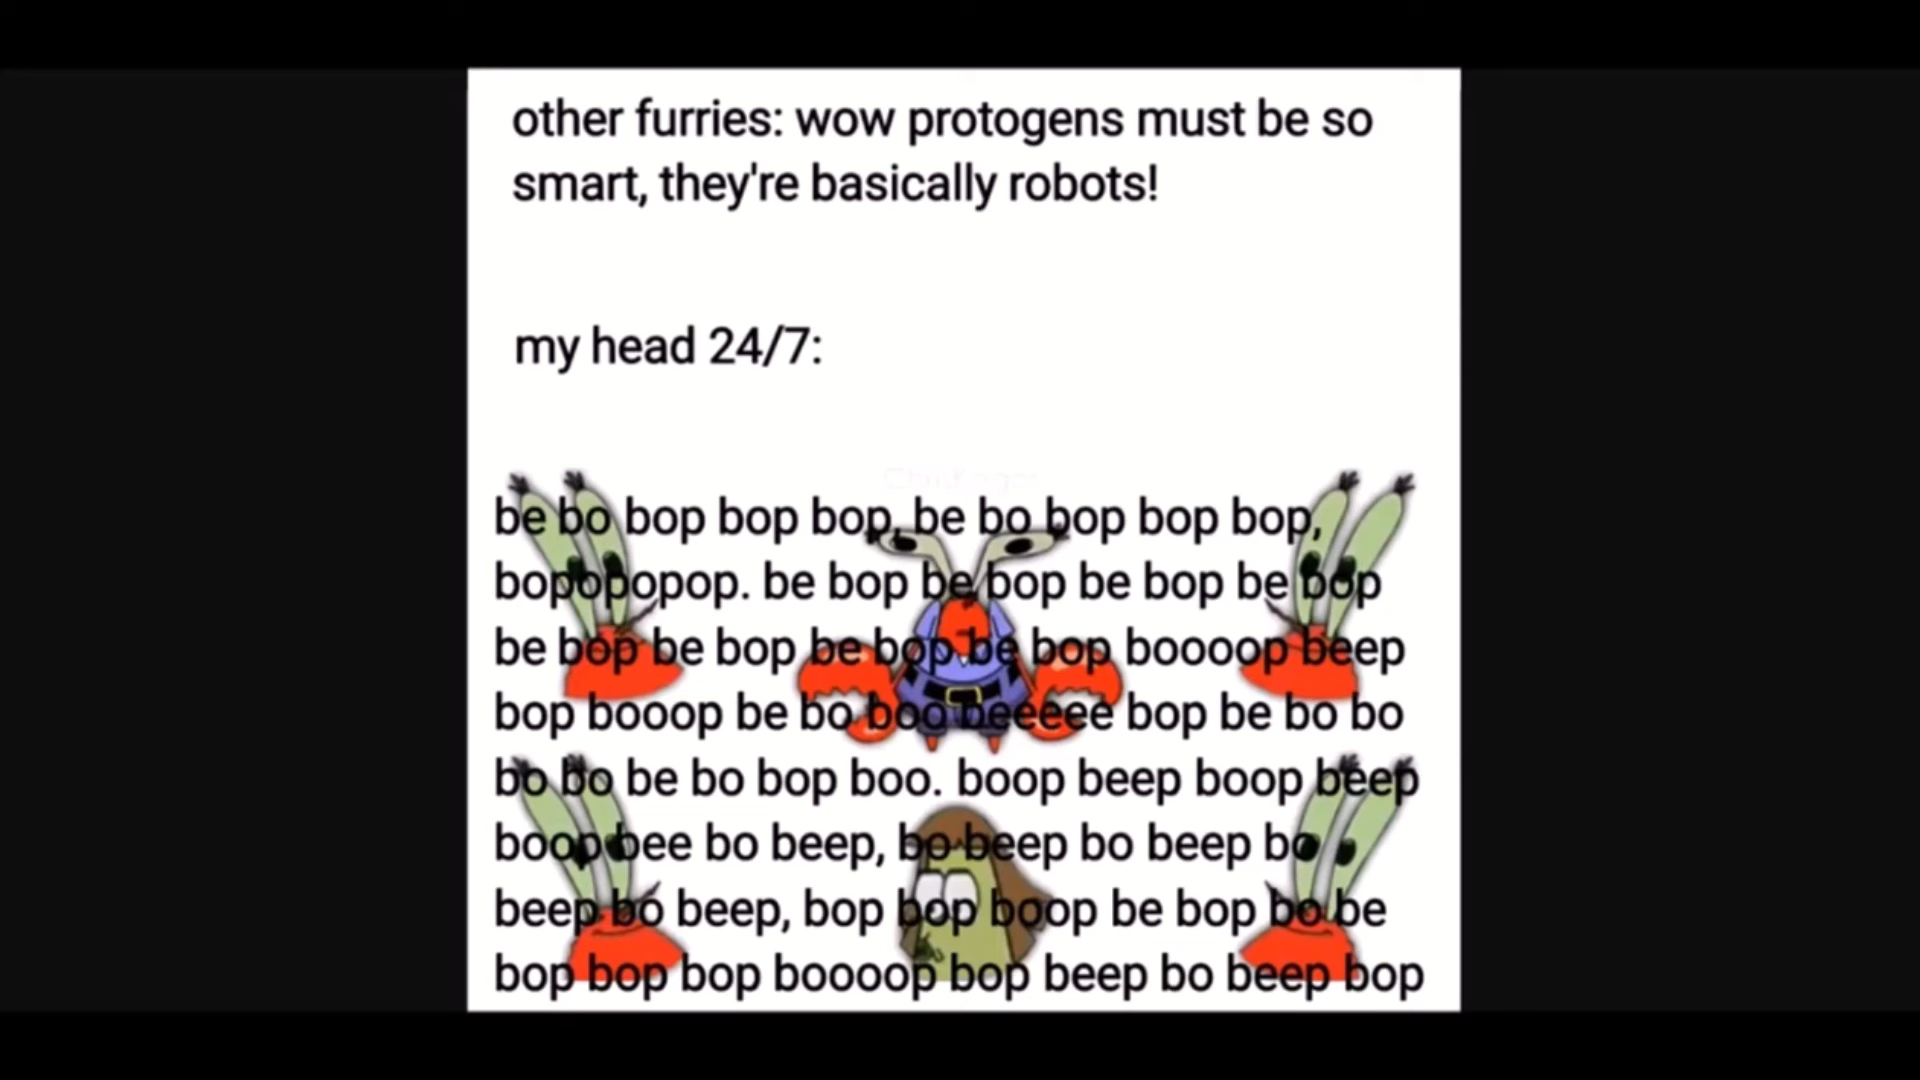 other furries: wow protogens must be so
smart, they're basically robots!
my head 24/7:
be bo bop bop bop, be bo bop bop bop,
bopopopop. be bop be bop be bop be bop
be bop be bop be bop be bop boooop beep
bop booop be bo boo beeeee bop be bo bo
bo bo be bo bop boo. boop beep boop beep
boop bee bo beep, bo beep bo beep bo
beep bo beep, bop bop boop be bop bo be
bop bop bop boooop bop beep bo beep bop